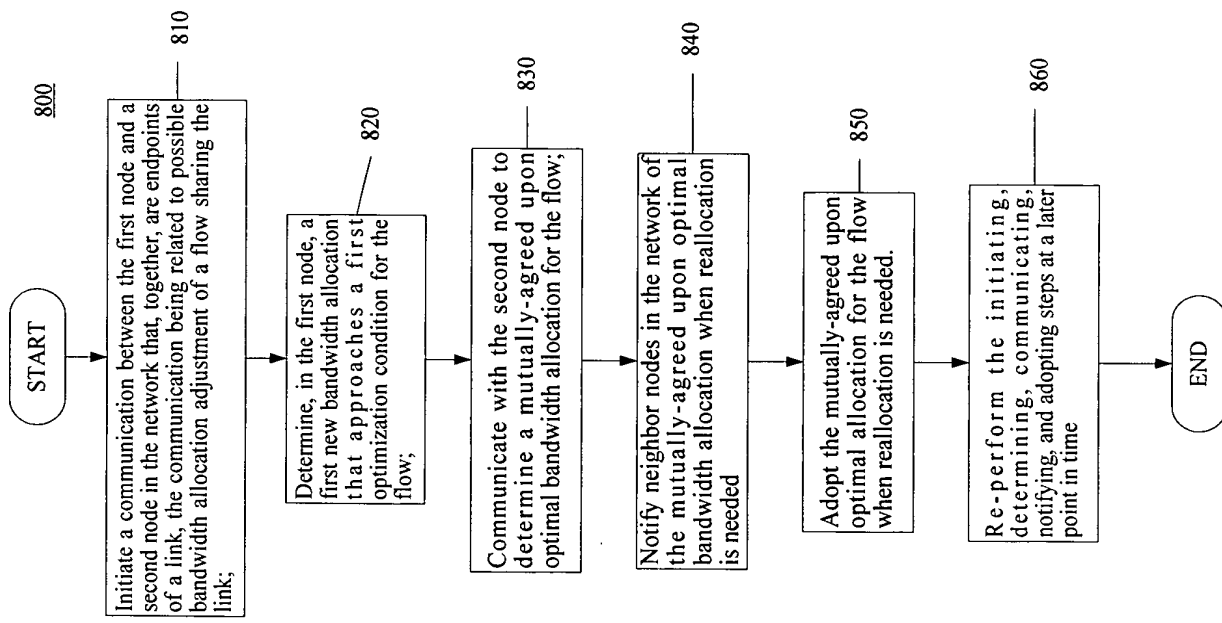 800
START
Initiate a communication between the first node and a
second node in the network that, together, are endpoints
of a link, the communication being related to possible
bandwidth allocation adjustment of a flow sharing the
link;
810
Determine, in the first node, a
first new bandwidth allocation
that approaches a first
optimization condition for the
flow;
820
Communicate with the second node to
determine a mutually-agreed upon
optimal bandwidth allocation for the flow;
830
Notify neighbor nodes in the network of
the mutually-agreed upon optimal
bandwidth allocation when reallocation
is needed
840
Adopt the mutually-agreed upon
optimal allocation for the flow,
when reallocation is needed.
850
Re-perform the initiating,
determining, communicating,
notifying, and adopting steps at a later
point in time
860
END